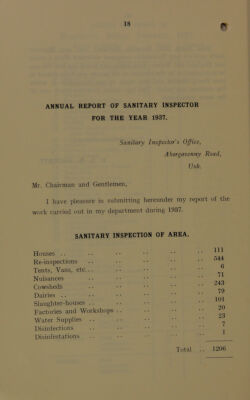 18
ANNUAL REPORT OF SANITARY INSPECTOR
FOR THE YEAR 1937.
Sanitary Inspector's Office,
Abergavenny Road,
Usk.
Mr. Chairman and Gentlemen,
I have pleasure in submitting hereunder my report of the
work carried out in my department during 1937.
SANITARY INSPECTION OF AREA.
Houses .. .. .. .. .. .. 111
Re-inspections .. .. .. .. .. 544
Tents, Vans, etc. .. .. .. .. .. 6
Nuisances .. .. .. .. .. 71
Cowsheds .. .. .. .. .. 243
Dairies .. .. .. .. .. .. 79
Slaughter-houses .. .. .. .. .. 101
Factories and Workshops .. .. .. .. 20
Water Supplies .. .. .. .. .. 23
Disinfections .. .. .. .. .. 7
Disinfestations .. .. .. .. .. 1
Total .. 1206